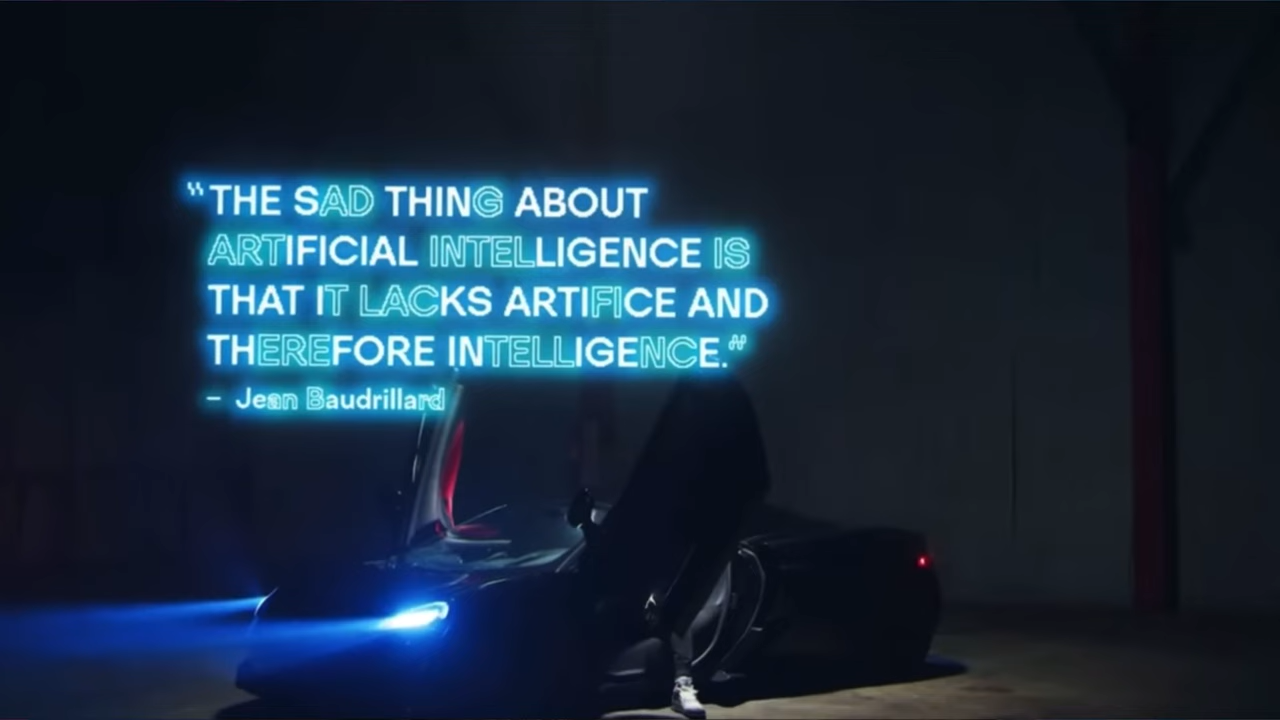 “THE SAD THING ABOUT
ARTIFICIAL INTELLIGENCE IS
THAT IT LACKS ARTIFICE AND
THEREFORE INTELLIGENCE.”
– Jean Baudrillard